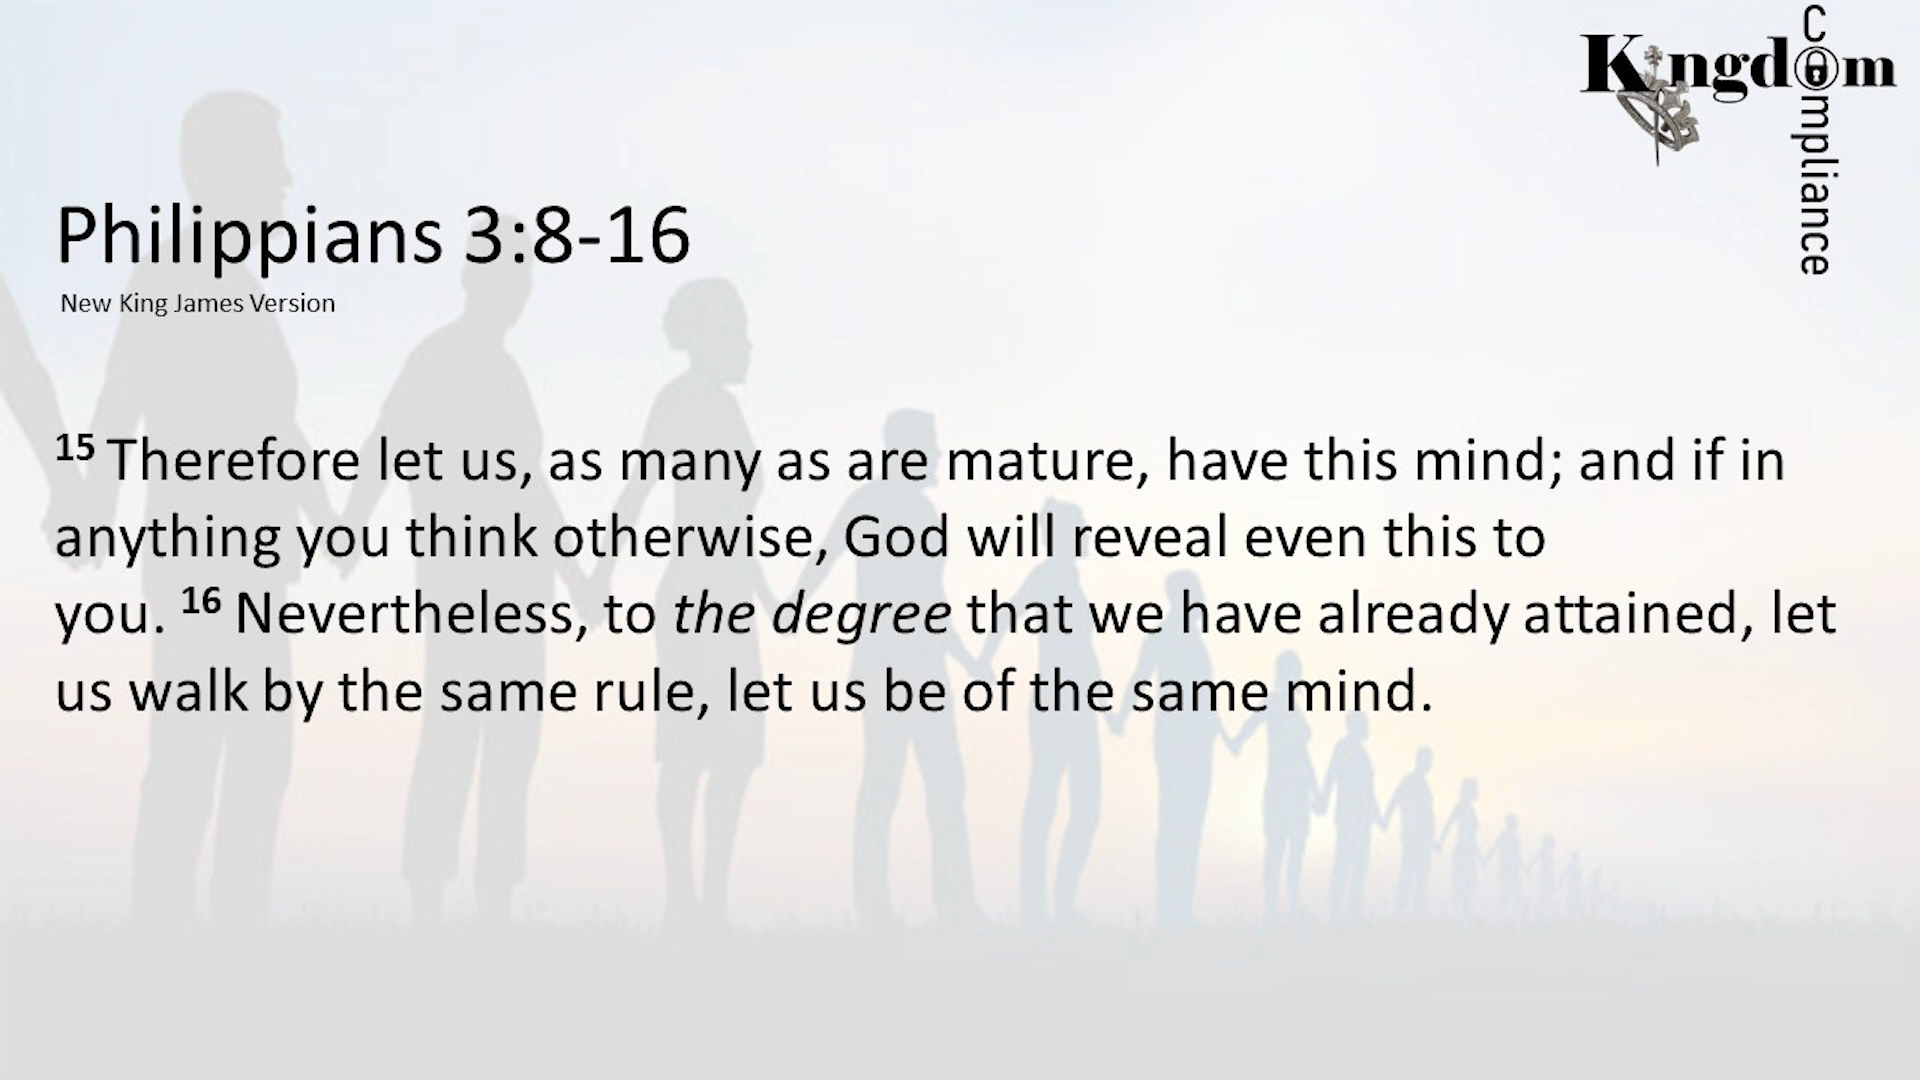 Kingdom
Compliance
Philippians 3:8-16
New King James Version
15 Therefore let us, as many as are mature, have this mind; and if in
anything you think otherwise, God will reveal even this to
you. 16 Nevertheless, to the degree that we have already attained, let
us walk by the same rule, let us be of the same mind.